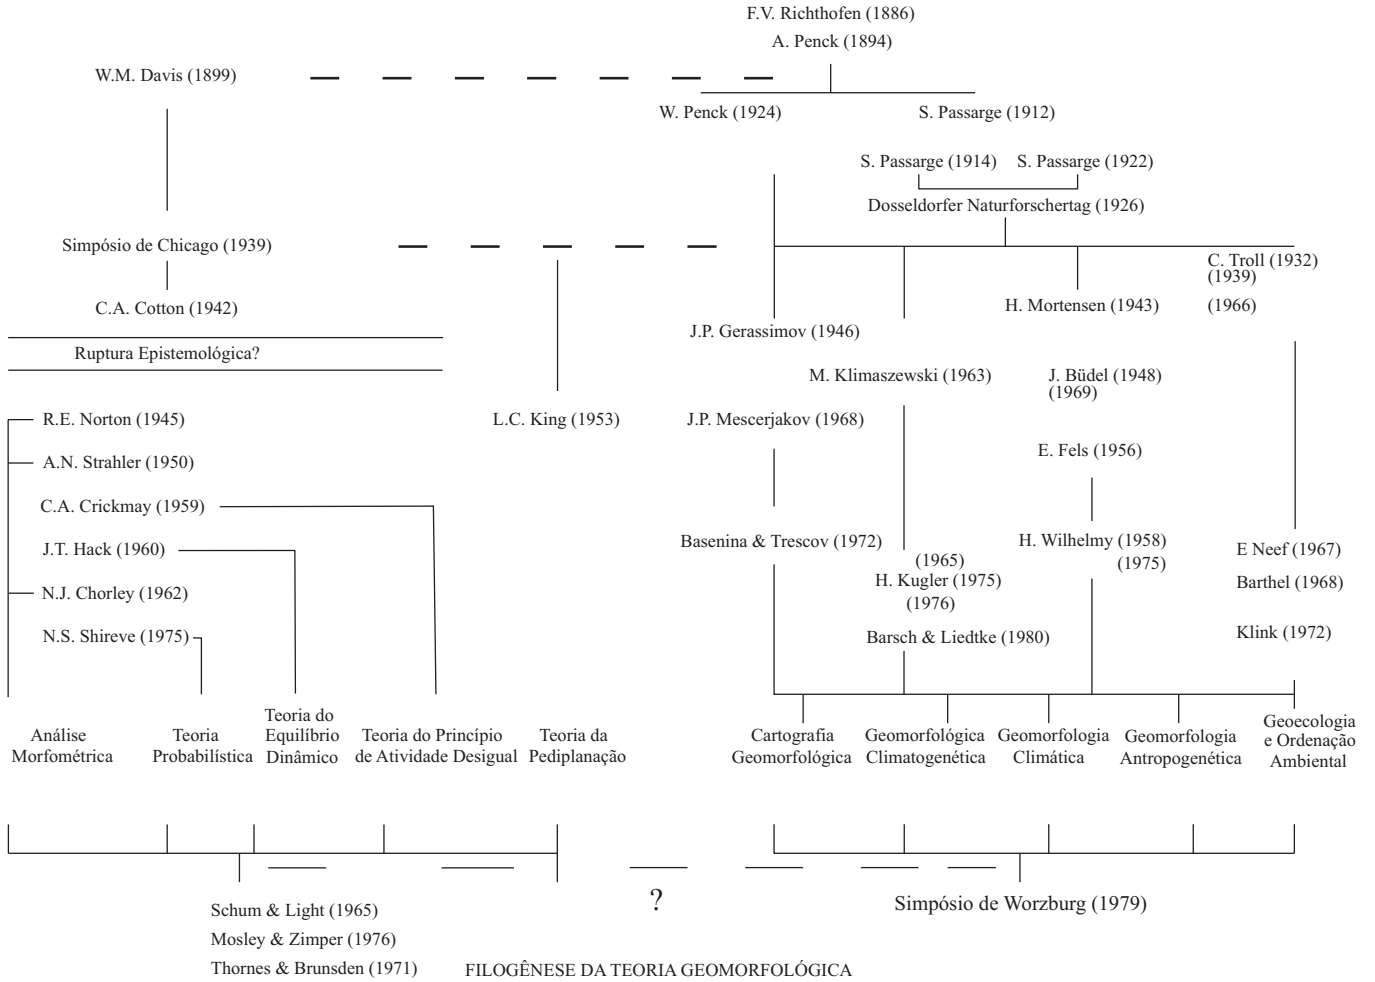 F.V. Richthofen (1886)
A. Penck (1894)
W.M. Davis (1899)
W. Penck (1924)
S. Passarge (1912)
S. Passarge (1914)
S. Passarge (1922)
Dosseldorfer Naturforschertag (1926)
Simpósio de Chicago (1939)
C. Troll (1932)
(1939)
(1966)
C.A. Cotton (1942)
H. Mortensen (1943)
J.P. Gerassimov (1946)
Ruptura Epistemológica?
M. Klimaszewski (1963)
J. Büdel (1948)
(1969)
R.E. Norton (1945)
L.C. King (1953)
J.P. Mescerjakov (1968)
E. Fels (1956)
A.N. Strahler (1950)
C.A. Crickmay (1959)
J.T. Hack (1960)
Basenina & Trescov (1972)
H. Wilhelmy (1958)
(1975)
E Neef (1967)
(1965)
H. Kugler (1975)
(1976)
Barthel (1968)
N.J. Chorley (1962)
N.S. Shireve (1975)
Barsch & Liedtke (1980)
Klink (1972)
Análise
Morfométrica
Teoria
Probabilística
Teoria do
Equilíbrio
Dinâmico
Teoria do Princípio
de Atividade Desigual
Teoria da
Pediplanação
Cartografia
Geomorfológica
Geomorfológica
Climatogenética
Geomorfologia
Climática
Geomorfologia
Antropogenética
Geoecologia
e Ordenação
Ambiental
?
Simpósio de Worzburg (1979)
Schum & Light (1965)
Mosley & Zimper (1976)
Thornes & Brunsden (1971)
FILOGÊNESE DA TEORIA GEOMORFOLÓGICA